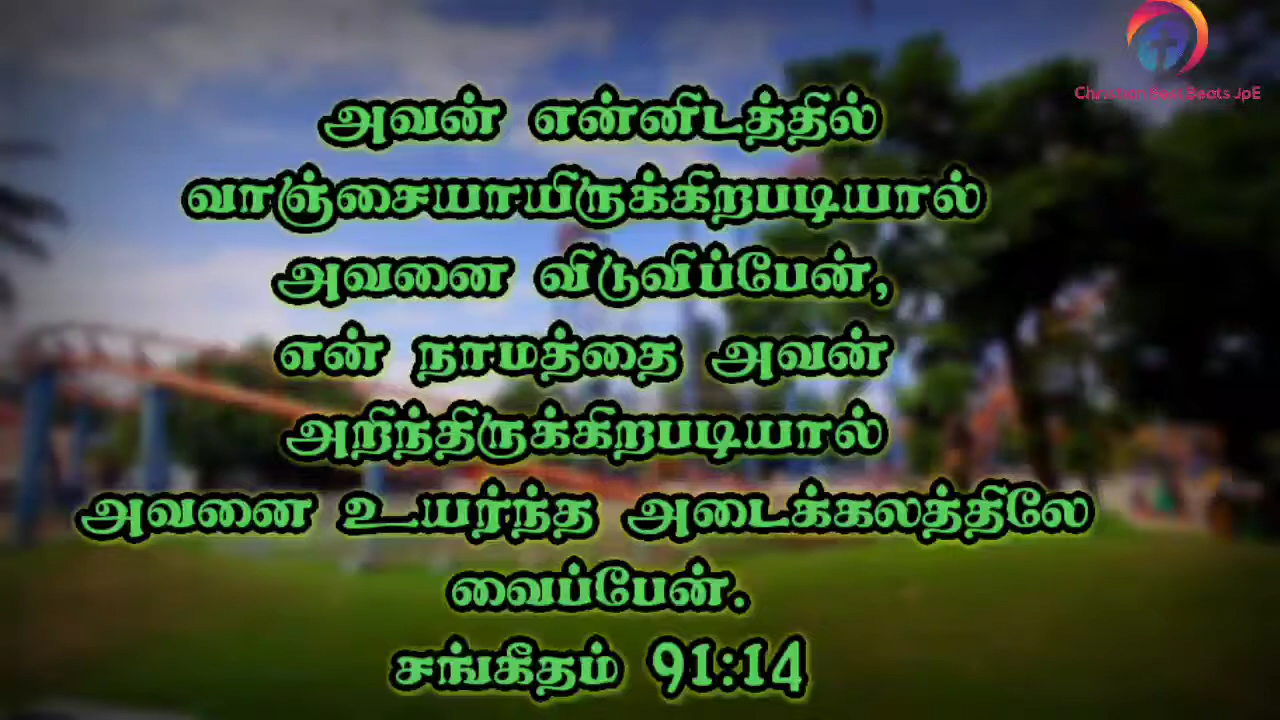 Christian Best Beats JpE
அவன் என்னிடத்தில்
வாஞ்சையாயிருக்கிறபடியால்
அவனை விடுவிப்பேன்,
என் நாமத்தை அவன்
அறிந்திருக்கிறபடியால்
அவனை உயர்ந்த அடைக்கலத்திலே
வைப்பேன்.
சங்கீதம் 91:14